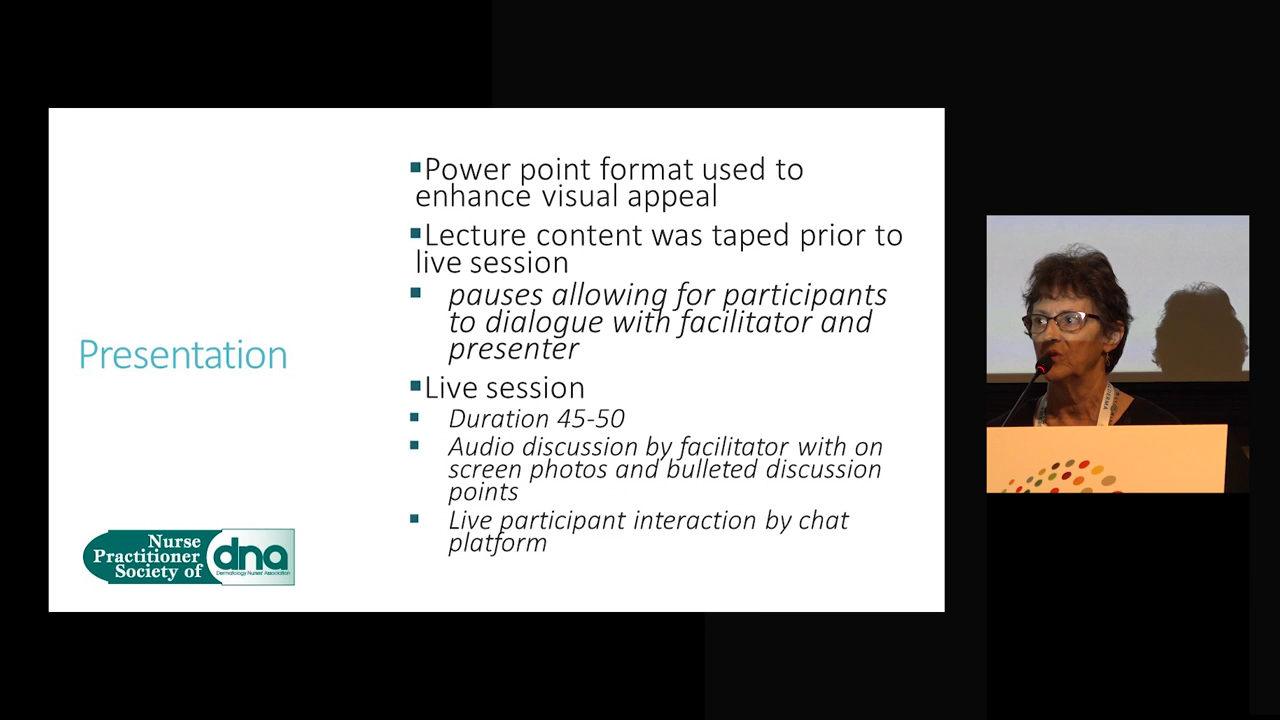 ▪Power point format used to
enhance visual appeal
▪Lecture content was taped prior to
live session
▪ pauses allowing for participants
to dialogue with facilitator and
presenter
Presentation
▪Live session
▪ Duration 45-50
▪ Audio discussion by facilitator with on
screen photos and bulleted discussion
points
▪ Live participant interaction by chat
platform
Nurse
Practitioner
Society of
dna
Dermatology Nurses' Association